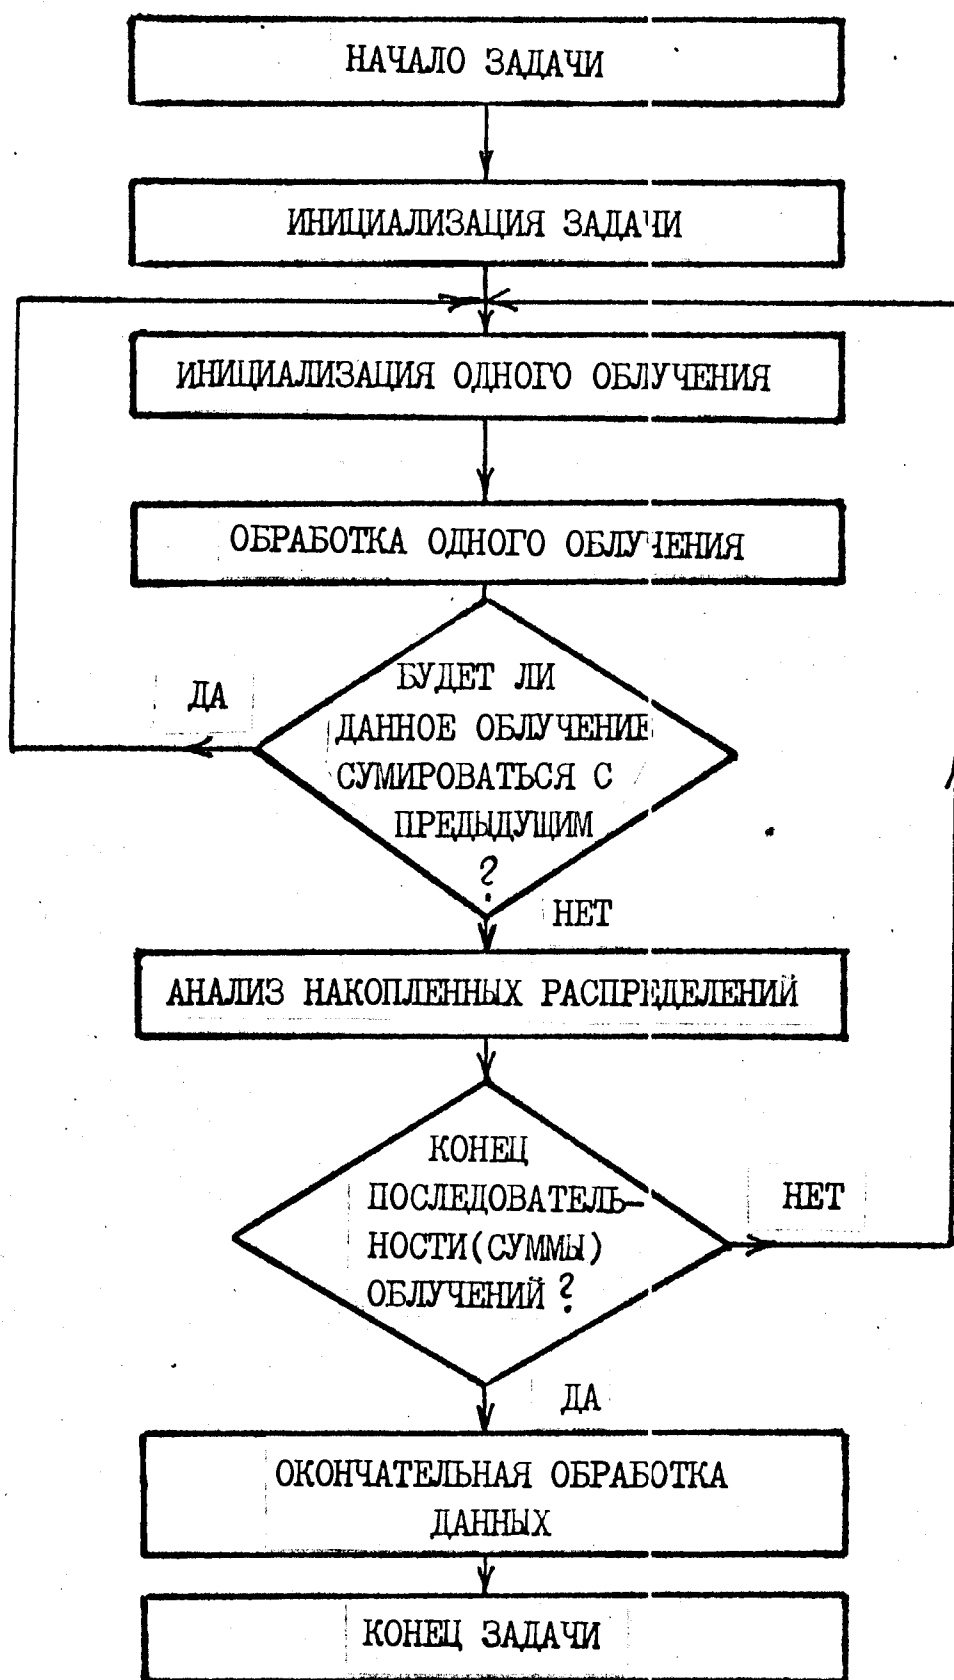 НАЧАЛО ЗАДАЧИ
ИНИЦИАЛИЗАЦИЯ ЗАДАЧИ
ИНИЦИАЛИЗАЦИЯ ОДНОГО ОБЛУЧЕНИЯ
ОБРАБОТКА ОДНОГО ОБЛУЧЕНИЯ
БУДЕТ ЛИ
ДАННОЕ ОБЛУЧЕНИЕ
СУМИРОВАТЬСЯ С
ПРЕДЫДУЩИМ
?
ДА
НЕТ
АНАЛИЗ НАКОПЛЕННЫХ РАСПРЕДЕЛЕНИЙ
КОНЕЦ
ПОСЛЕДОВАТЕЛЬ-
НОСТИ(СУММЫ)
ОБЛУЧЕНИЙ ?
НЕТ
ДА
ОКОНЧАТЕЛЬНАЯ ОБРАБОТКА
ДАННЫХ
КОНЕЦ ЗАДАЧИ